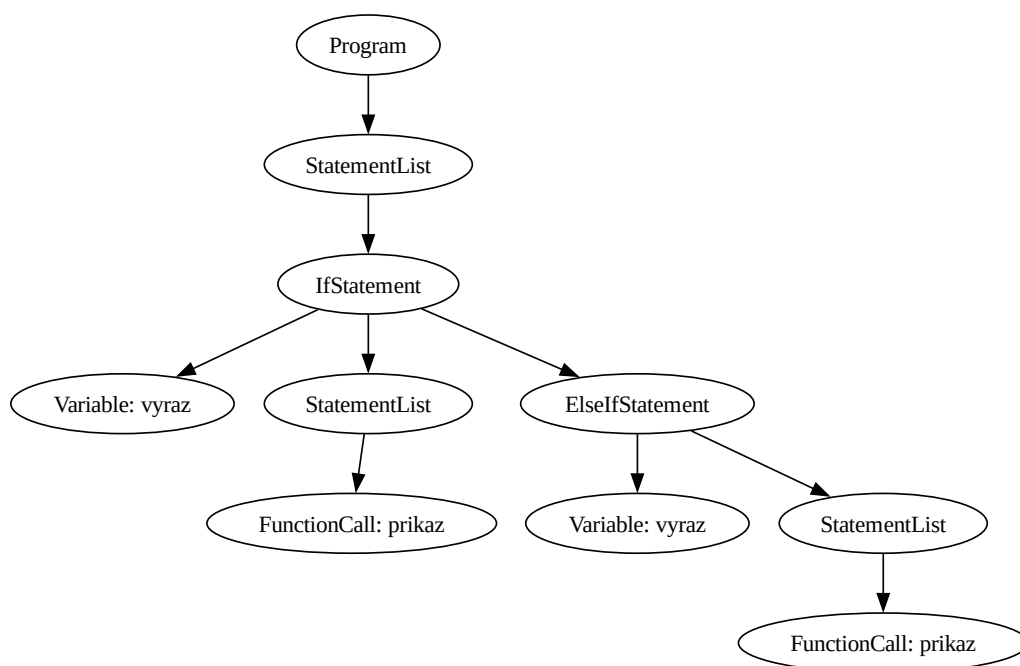 Program
StatementList
IfStatement
Variable: vyraz
StatementList
ElseIfStatement
FunctionCall: prikaz
Variable: vyraz
StatementList
FunctionCall: prikaz